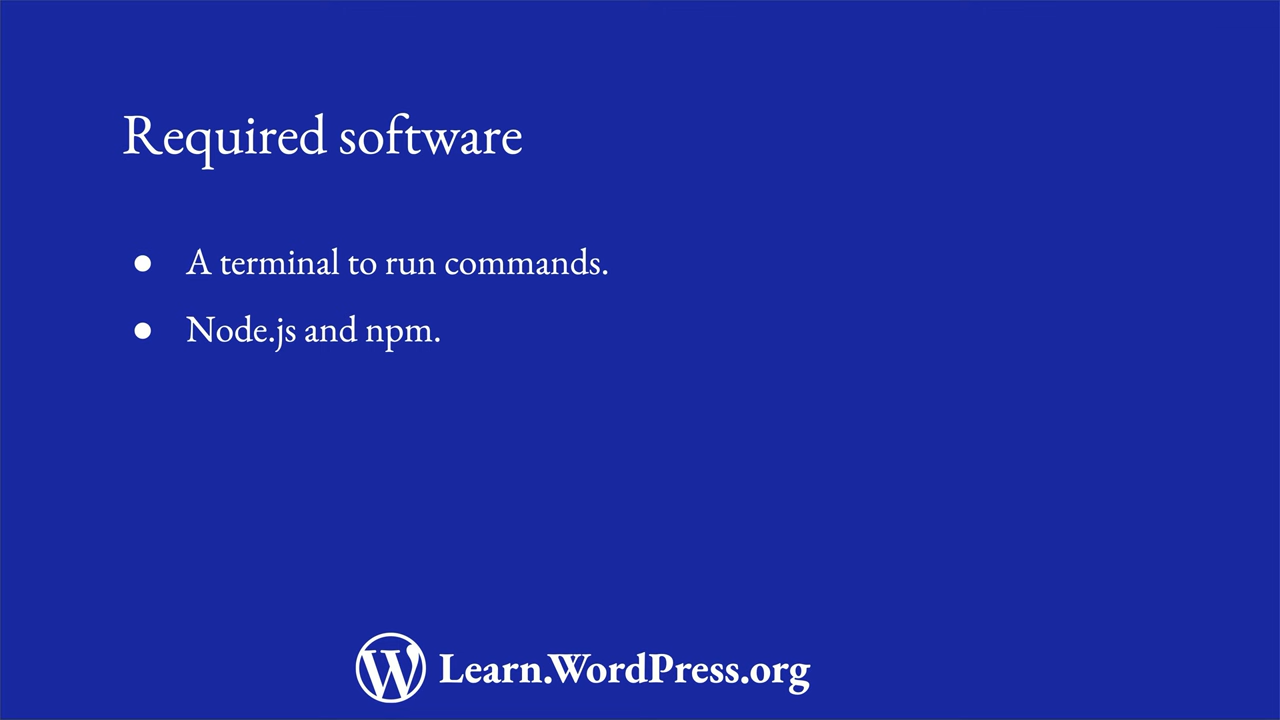 Required software
● A terminal to run commands.
● Node.js and npm.
Learn.WordPress.org